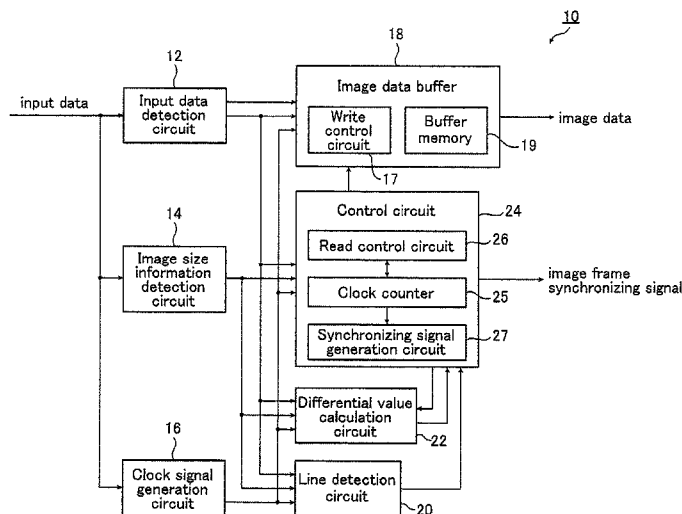 10
18
12
Image data buffer
input data
Input data
detection
circuit
Write
control
circuit
Buffer
memory
image data
17
19
Control circuit
24
14
Read control circuit
26
Image size
information
detection
circuit
Clock counter
25
image frame
synchronizing signal
Synchronizing signal
generation circuit
27
Differential value
calculation
circuit
22
16
Clock signal
generation
circuit
Line detection
circuit
20